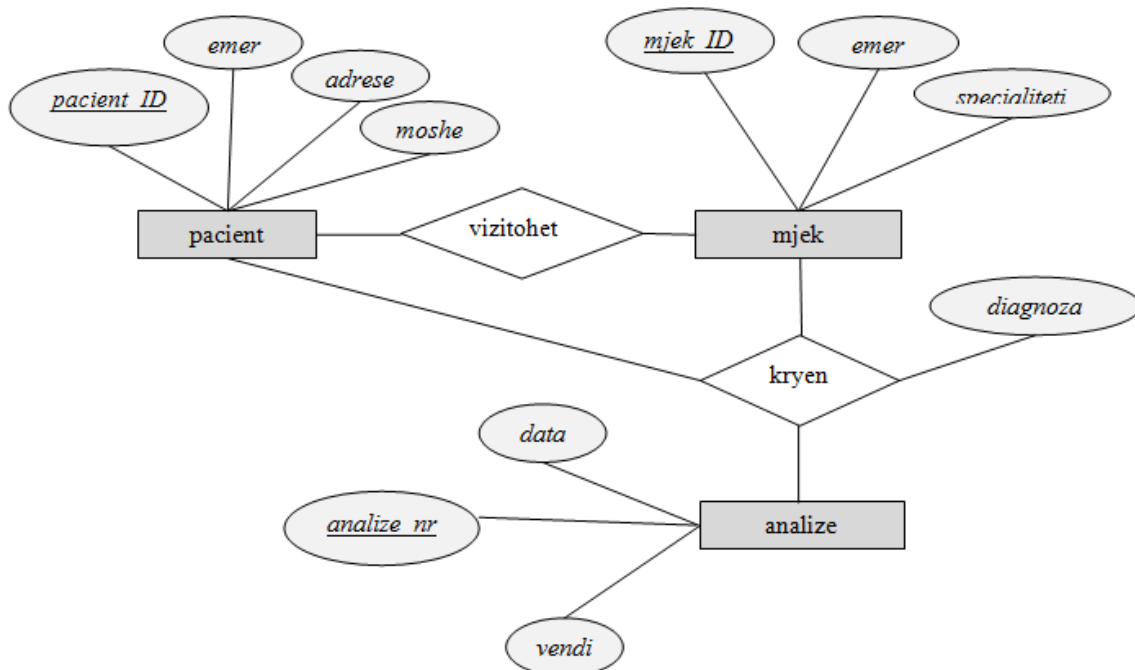 emer
pacient_ID
adrese
moshe
mjek_ID
emer
specialiteti
pacient
vizitohet
mjek
diagnoza
kryen
data
analize_nr
analize
vendi